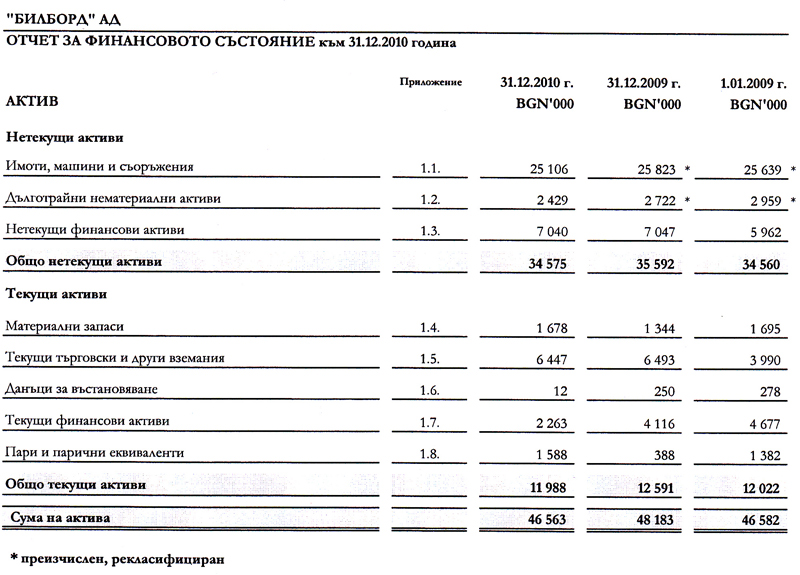 "БИЛБОРД" АД
ОТЧЕТ ЗА ФИНАНСОВОТО СЪСТОЯНИЕ към 31.12.2010 година
Приложение 31.12.2010 г. 31.12.2009 г. 1.01.2009 г.
АКТИВ BGN'000 BGN'000 BGN'000
Нетекущи активи
Имоти, машини и съоръжения 1.1. 25 106 25 823 * 25 639 *
Дълготрайни нематериални активи 1.2. 2 429 2 722 * 2 959 *
Нетекущи финансови активи 1.3. 7 040 7 047 5 962
Общо нетекущи активи 34 575 35 592 34 560
Текущи активи
Материални запаси 1.4. 1 678 1 344 1 695
Текущи търговски и други вземания 1.5. 6 447 6 493 3 990
Данъци за възстановяване 1.6. 12 250 278
Текущи финансови активи 1.7. 2 263 4 116 4 677
Пари и парични еквиваленти 1.8. 1 588 388 1 382
Общо текущи активи 11 988 12 591 12 022
Сума на актива 46 563 48 183 46 582
* преизчислен, рекласифициран